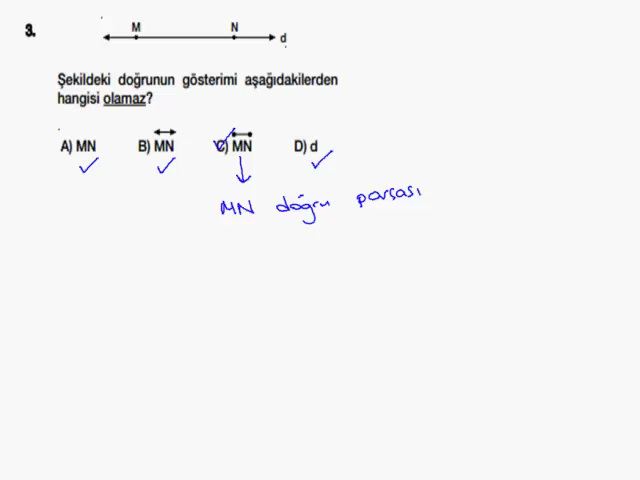 3.
M N
d
Şekildeki doğrunun gösterimi aşağıdakilerden
hangisi olamaz?
A) MN B) MN C) MN D) d
MN doğru parçası